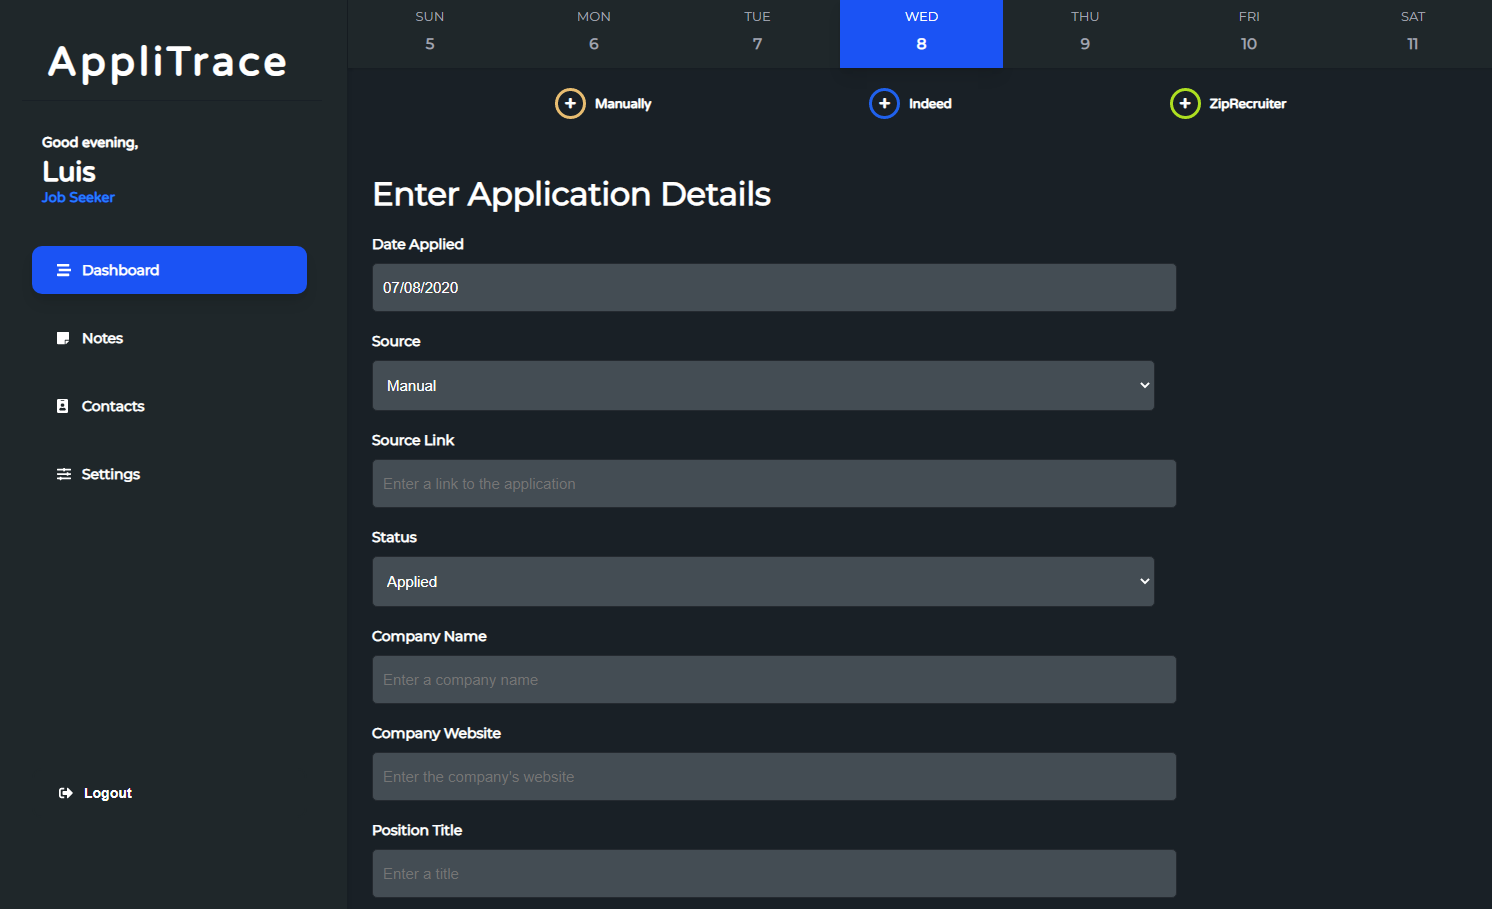 AppliTrace
Good evening,
Luis
Job Seeker
Dashboard
Notes
Contacts
Settings
Logout
SUN MON TUE WED THU FRI SAT
5 6 7 8 9 10 11
Manually Indeed ZipRecruiter
Enter Application Details
Date Applied
07/08/2020
Source
Manual
Source Link
Enter a link to the application
Status
Applied
Company Name
Enter a company name
Company Website
Enter the company's website
Position Title
Enter a title